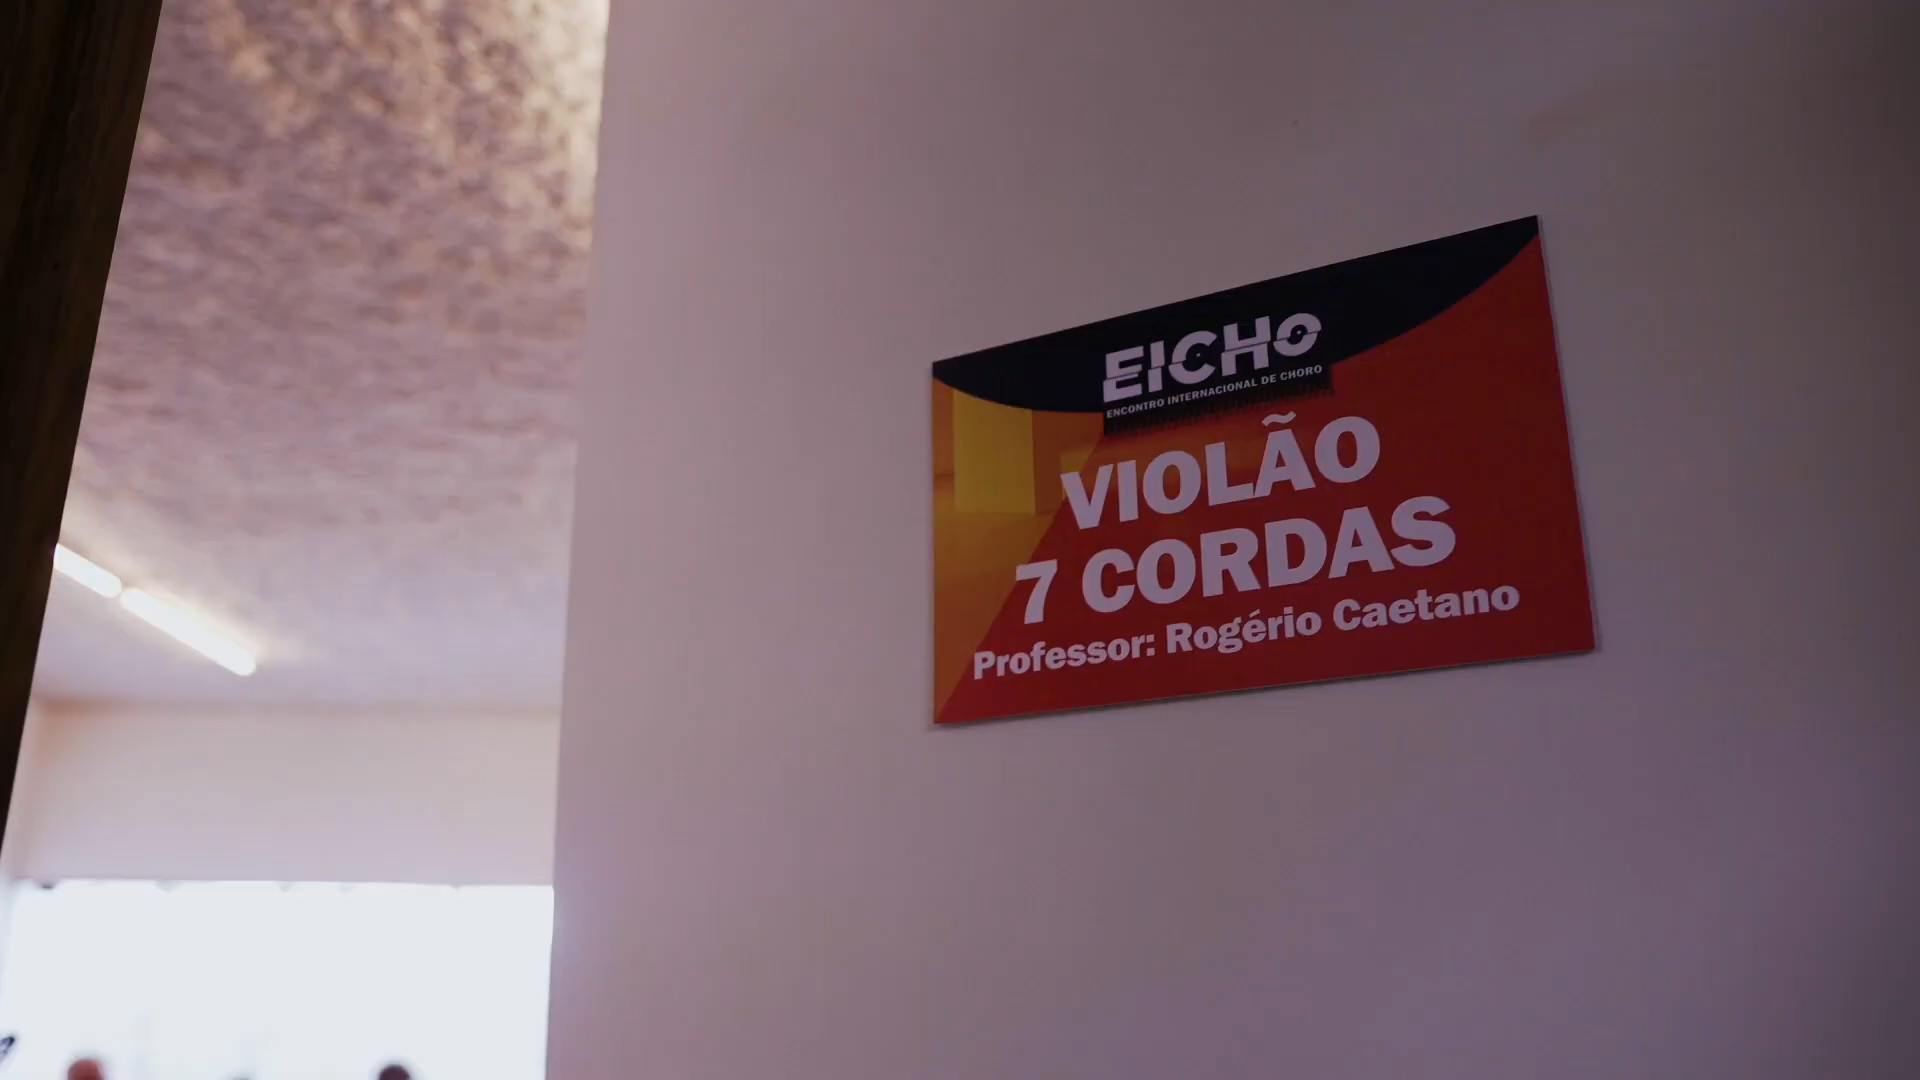 EICHO
ENCONTRO INTERNACIONAL DE CHORO
VIOLÃO
7 CORDAS
Professor: Rogério Caetano